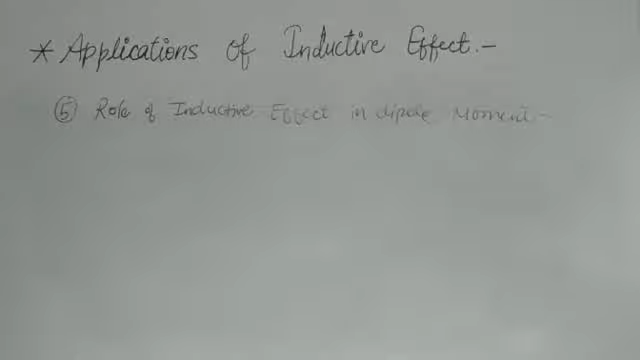 * Applications Of Inductive Effect.-
⑤ Role of Inductive Effect in dipole Moment-